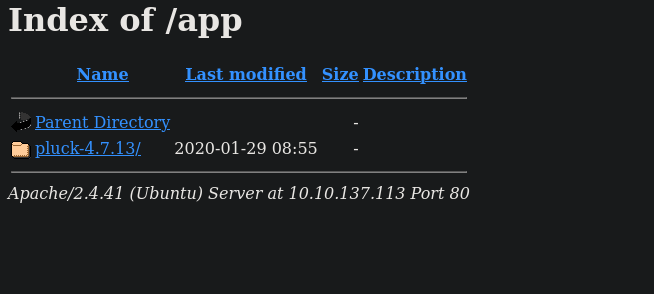 Index of /app
Name Last modified Size Description
Parent Directory -
pluck-4.7.13/ 2020-01-29 08:55 -
Apache/2.4.41 (Ubuntu) Server at 10.10.137.113 Port 80